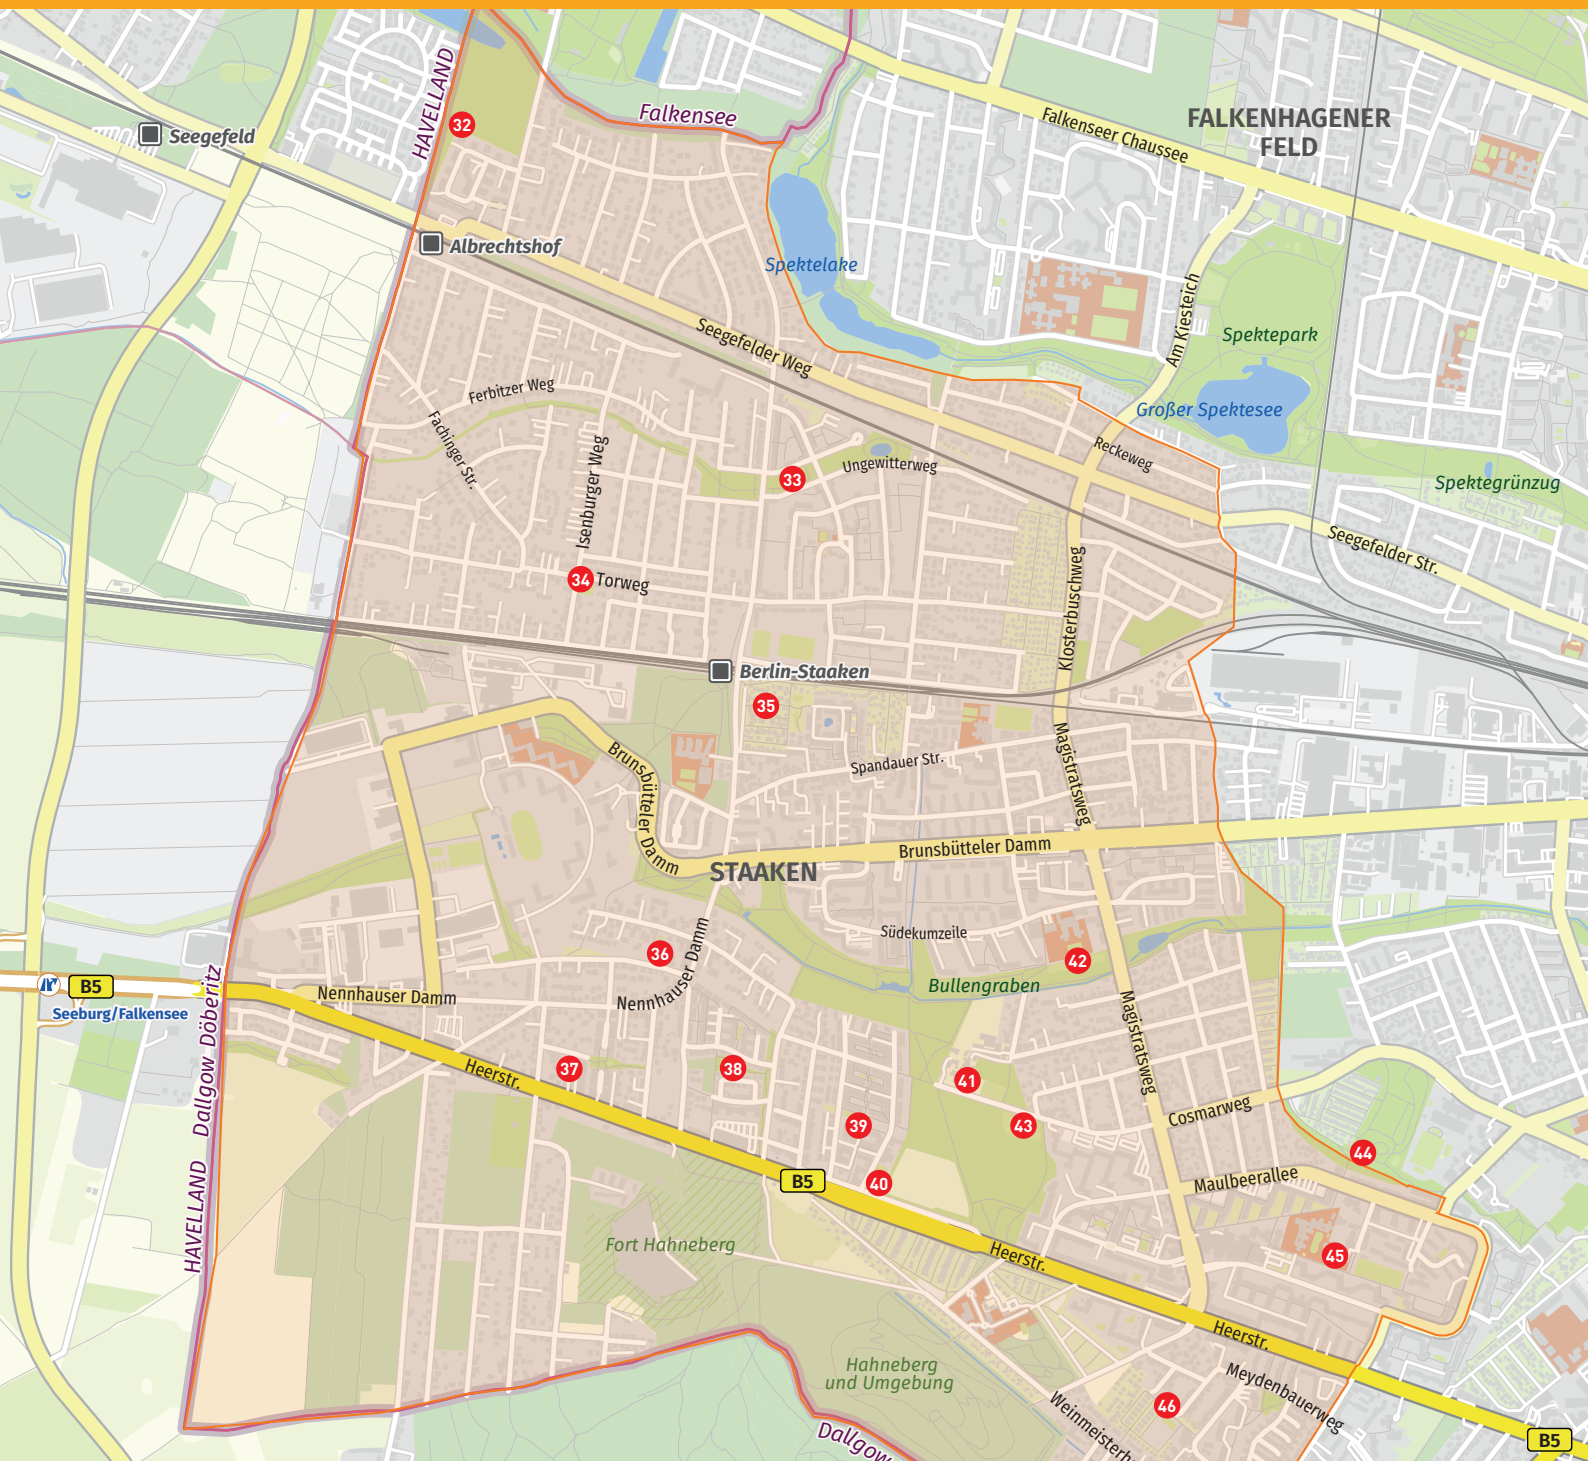 HAVELLAND
Falkensee
FALKENHAGENER
FELD
Falkenseer Chaussee
32
Seegefeld
Albrechtshof
Spektelake
Am Kiesteich
Spektepark
Seegefelder Weg
Ferbitzer Weg
Großer Spektesee
Fachinger Str.
Isenburger Weg
Reckeweg
33
Ungewitterweg
Spektegrünzug
Seegefelder Str.
34
Torweg
Klosterbuschweg
Berlin-Staaken
35
Brunsbütteler Damm
Spandauer Str.
Magistratsweg
Brunsbütteler Damm
STAAKEN
Südekumzeile
36
42
Nennhauser Damm
Bullengraben
B5
Seeburg/Falkensee
Nennhauser Damm
HAVELLAND Dallgow Döberitz
Magistratsweg
Heerstr.
37
38
41
39
43
Cosmarweg
44
B5
40
Maulbeerallee
Fort Hahneberg
Heerstr.
45
Heerstr.
Hahneberg
und Umgebung
Meydenbauerweg
46
Weinmeisterh
Dallgow
B5